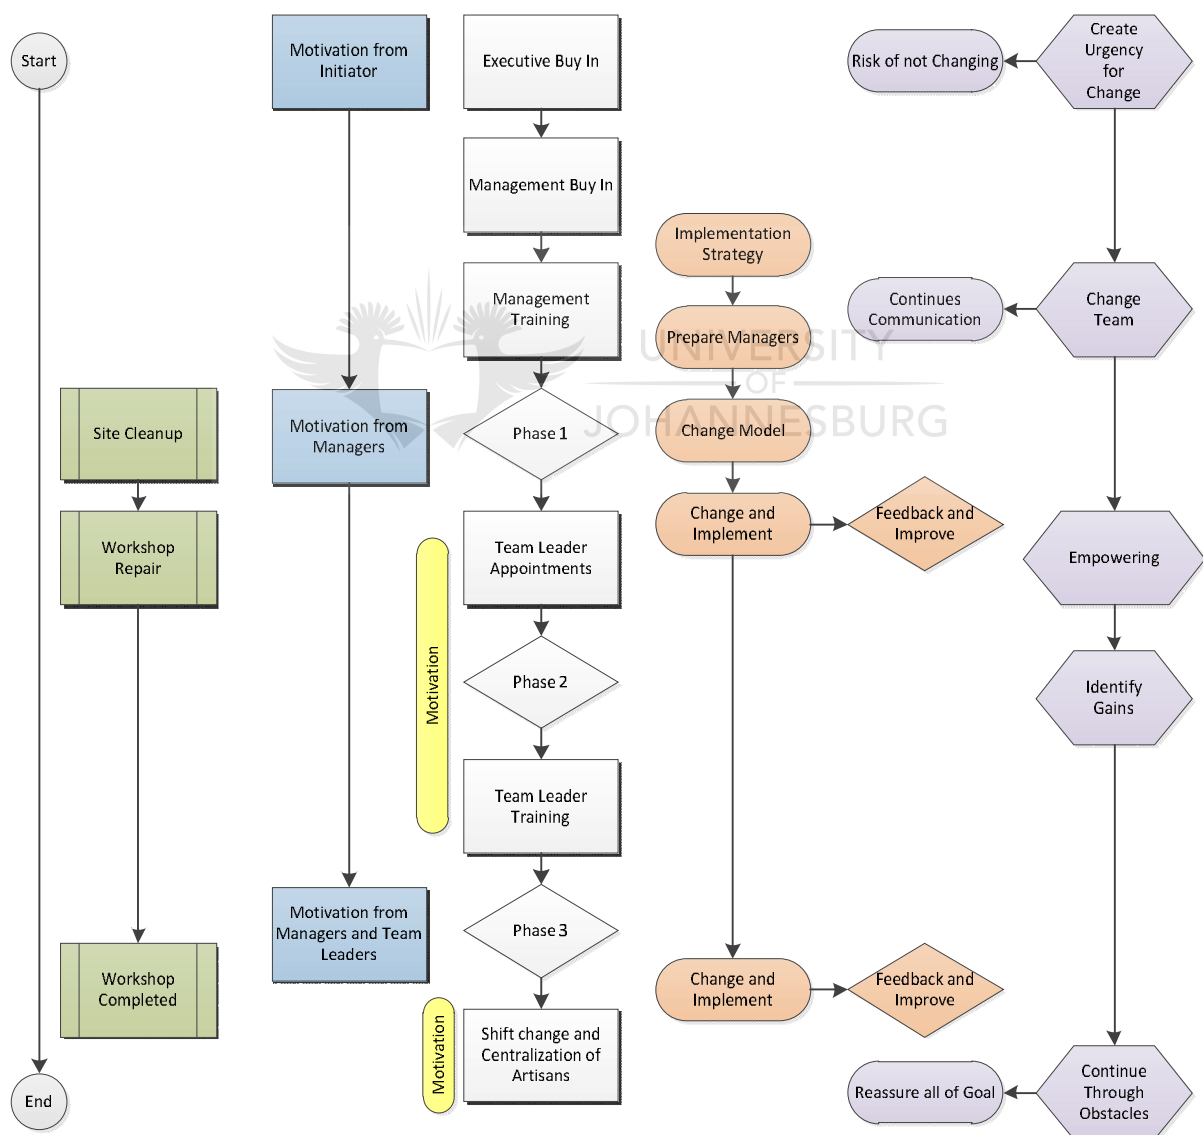 Start
Motivation from
Initiator
Executive Buy In
Risk of not Changing
Create
Urgency
for
Change
Management Buy In
Implementation
Strategy
Management
Training
Continues
Communication
Change
Team
Prepare Managers
UNIVERSITY
OF
JOHANNESBURG
Site Cleanup
Motivation from
Managers
Phase 1
Change Model
Workshop
Repair
Team Leader
Appointments
Change and
Implement
Feedback and
Improve
Empowering
Motivation
Phase 2
Identify
Gains
Team Leader
Training
Motivation from
Managers and Team
Leaders
Phase 3
Workshop
Completed
Change and
Implement
Feedback and
Improve
Motivation
Shift change and
Centralization of
Artisans
End
Reassure all of Goal
Continue
Through
Obstacles